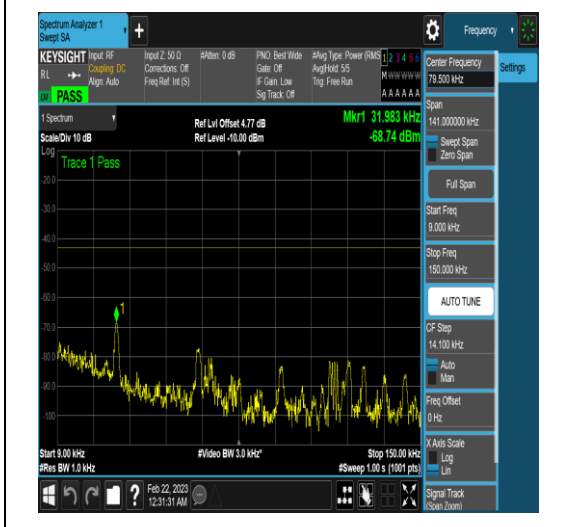 Spectrum Analyzer 1
Swept SA
+
Frequency
KEYSIGHT
RL
PASS
Input: RF
Coupling: DC
Align: Auto
Input Z: 50 Ω
Corrections: Off
Freq Ref: Int (S)
#Atten: 0 dB
PNO: Best Wide
Gate: Off
IF Gain: Low
Sig Track: Off
#Avg Type: Power (RMS
Avg|Hold: 5/5
Trig: Free Run
1 2 3 4 5 6
M W W W W W
A A A A A A
1 Spectrum
Scale/Div 10 dB
Ref Lvl Offset 4.77 dB
Ref Level -10.00 dBm
Mkr1 31.983 kHz
-68.74 dBm
Log
Trace 1 Pass
-20.0
-30.0
-40.0
-50.0
-60.0
-70.0
-80.0
-90.0
-100
1
Start 9.00 kHz
#Res BW 1.0 kHz
#Video BW 3.0 kHz*
Stop 150.00 kHz
#Sweep 1.00 s (1001 pts)
?
Feb 22, 2023
12:31:31 AM
Center Frequency
79.500 kHz
Span
141.000000 kHz
Swept Span
Zero Span
Full Span
Start Freq
9.000 kHz
Stop Freq
150.000 kHz
AUTO TUNE
CF Step
14.100 kHz
Auto
Man
Freq Offset
0 Hz
X Axis Scale
Log
Lin
Signal Track
(Span Zoom)
Settings